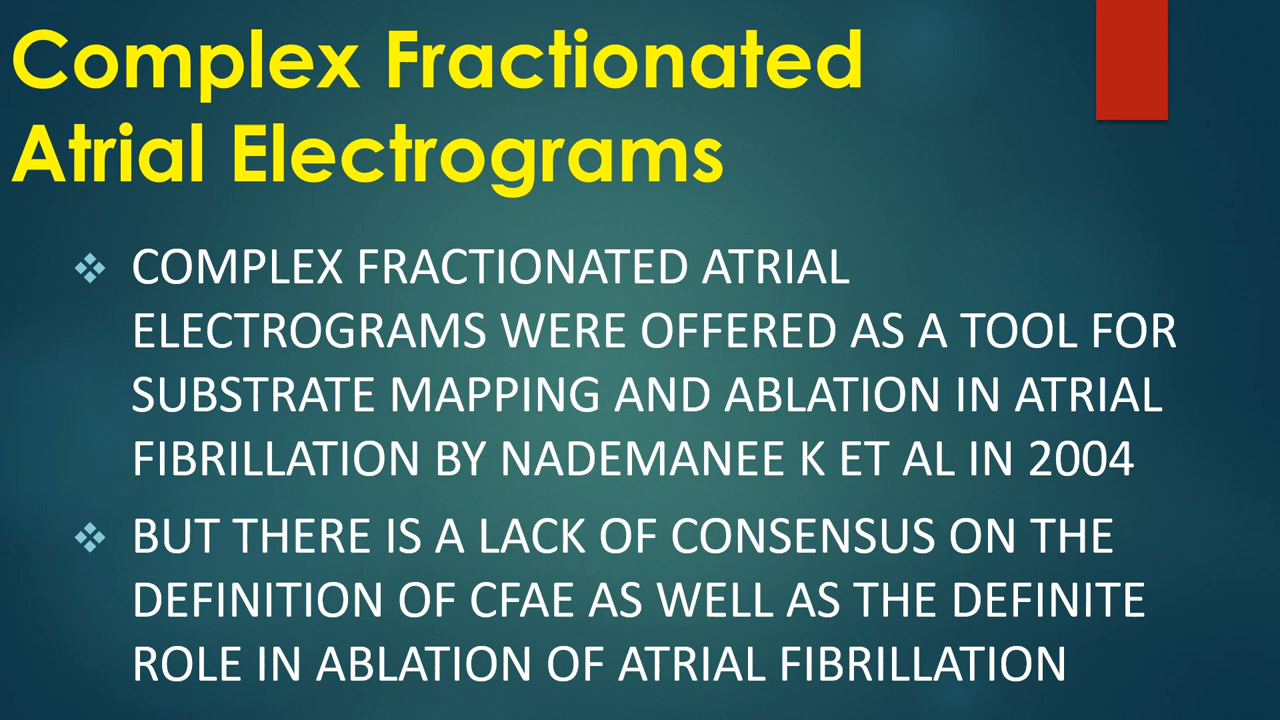 Complex Fractionated
Atrial Electrograms
COMPLEX FRACTIONATED ATRIAL
ELECTROGRAMS WERE OFFERED AS A TOOL FOR
SUBSTRATE MAPPING AND ABLATION IN ATRIAL
FIBRILLATION BY NADEMANEE K ET AL IN 2004
BUT THERE IS A LACK OF CONSENSUS ON THE
DEFINITION OF CFAE AS WELL AS THE DEFINITE
ROLE IN ABLATION OF ATRIAL FIBRILLATION